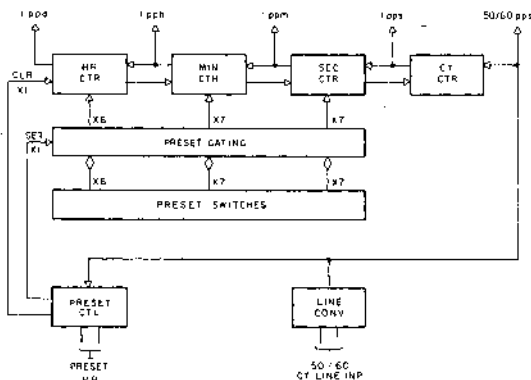 1 ppd
1 pph
1 ppm
1 pps
50/60 pps
CLR
X1
HR
CTR
MIN
CTR
SEC
CTR
CY
CTR
X6
X7
X7
SET
X1
PRESET GATING
X6
X7
X7
PRESET SWITCHES
PRESET
CTL
LINE
CONV
PRESET
50/60
CY LINE INP